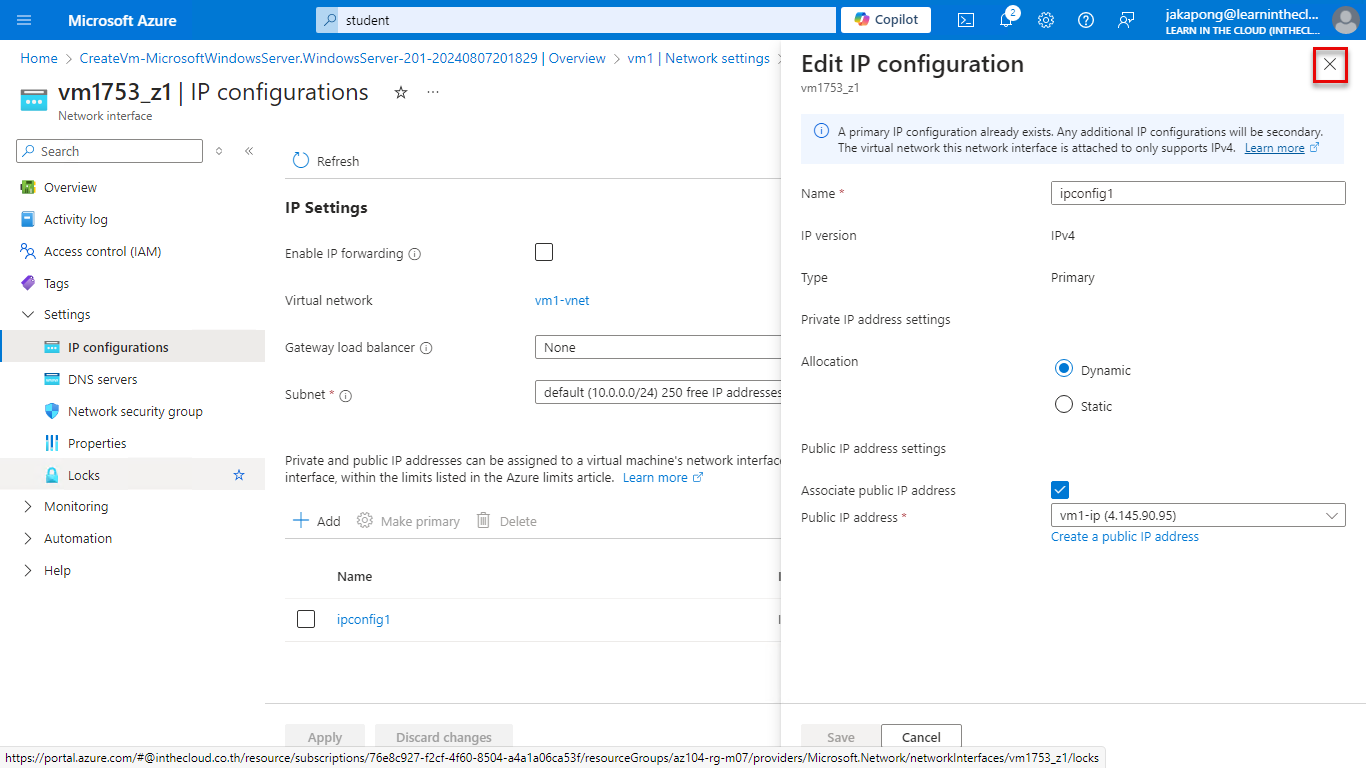 Microsoft Azure
student
Copilot
2
jakapong@learninthecl...
LEARN IN THE CLOUD (INTHECL...
Home > CreateVm-MicrosoftWindowsServer.WindowsServer-201-20240807201829 | Overview > vm1 | Network settings >
vm1753_z1 | IP configurations
Network interface
Search
Overview
Activity log
Access control (IAM)
Tags
Settings
IP configurations
DNS servers
Network security group
Properties
Locks
Monitoring
Automation
Help
Refresh
IP Settings
Enable IP forwarding
Virtual network
vm1-vnet
Gateway load balancer
None
Subnet *
default (10.0.0.0/24) 250 free IP addresses
Private and public IP addresses can be assigned to a virtual machine's network interface
interface, within the limits listed in the Azure limits article. Learn more
Add
Make primary
Delete
Name
ipconfig1
Apply
Discard changes
Edit IP configuration
vm1753_z1
A primary IP configuration already exists. Any additional IP configurations will be secondary.
The virtual network this network interface is attached to only supports IPv4. Learn more
Name *
ipconfig1
IP version
IPv4
Type
Primary
Private IP address settings
Allocation
Dynamic
Static
Public IP address settings
Associate public IP address
Public IP address *
vm1-ip (4.145.90.95)
Create a public IP address
Save
Cancel
https://portal.azure.com/#@inthecloud.co.th/resource/subscriptions/76e8c927-f2cf-4f60-8504-a4a1a06ca53f/resourceGroups/az104-rg-m07/providers/Microsoft.Network/networkInterfaces/vm1753_z1/locks